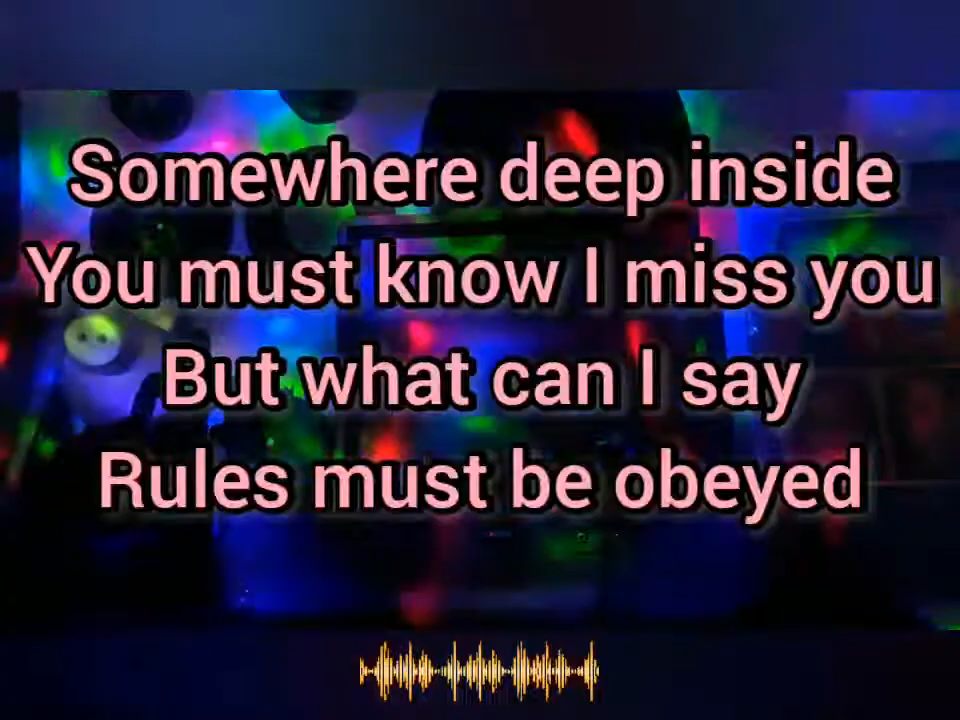 Somewhere deep inside
You must know I miss you
But what can I say
Rules must be obeyed